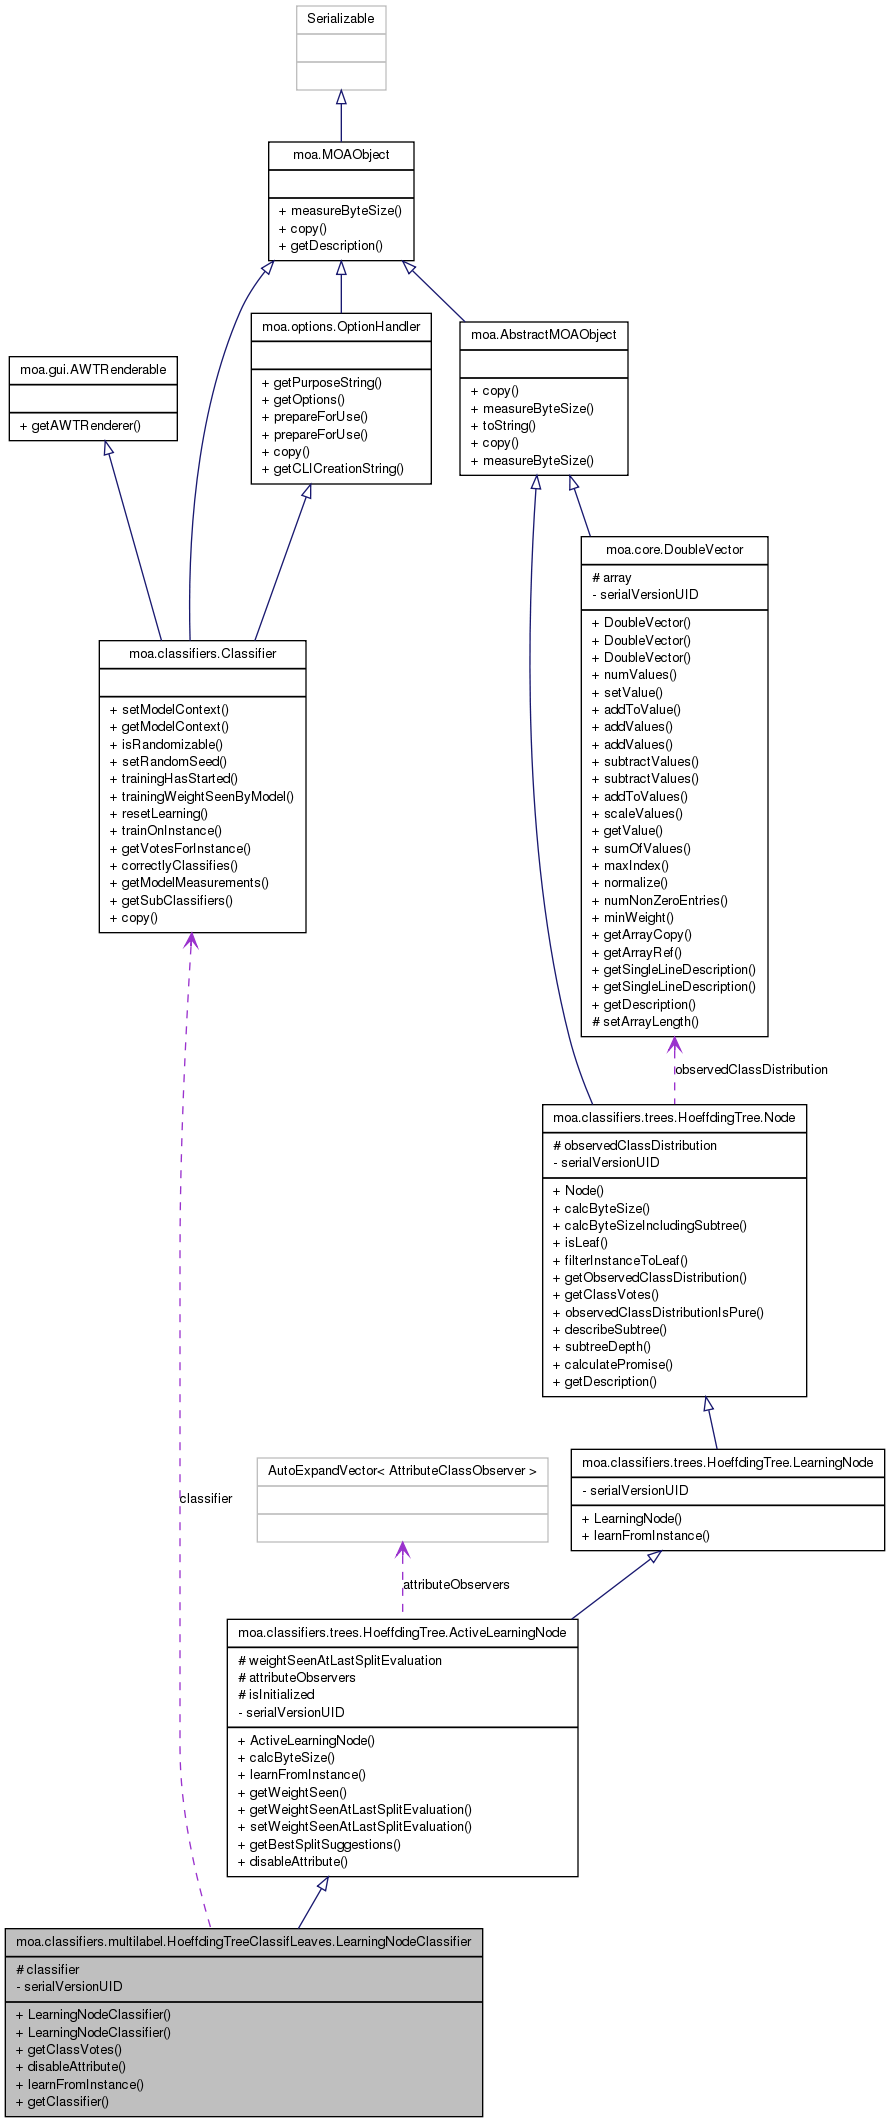 Serializable
moa.MOAObject
+ measureByteSize()
+ copy()
+ getDescription()
moa.options.OptionHandler
+ getPurposeString()
+ getOptions()
+ prepareForUse()
+ prepareForUse()
+ copy()
+ getCLICreationString()
moa.AbstractMOAObject
+ copy()
+ measureByteSize()
+ toString()
+ copy()
+ measureByteSize()
moa.gui.AWTRenderable
+ getAWTRenderer()
moa.core.DoubleVector
# array
- serialVersionUID
+ DoubleVector()
+ DoubleVector()
+ DoubleVector()
+ numValues()
+ setValue()
+ addToValue()
+ addValues()
+ addValues()
+ subtractValues()
+ subtractValues()
+ addToValues()
+ scaleValues()
+ getValue()
+ sumOfValues()
+ maxIndex()
+ normalize()
+ numNonZeroEntries()
+ minWeight()
+ getArrayCopy()
+ getArrayRef()
+ getSingleLineDescription()
+ getSingleLineDescription()
+ getDescription()
# setArrayLength()
moa.classifiers.Classifier
+ setModelContext()
+ getModelContext()
+ isRandomizable()
+ setRandomSeed()
+ trainingHasStarted()
+ trainingWeightSeenByModel()
+ resetLearning()
+ trainOnInstance()
+ getVotesForInstance()
+ correctlyClassifies()
+ getModelMeasurements()
+ getSubClassifiers()
+ copy()
observedClassDistribution
moa.classifiers.trees.HoeffdingTree.Node
# observedClassDistribution
- serialVersionUID
+ Node()
+ calcByteSize()
+ calcByteSizeIncludingSubtree()
+ isLeaf()
+ filterInstanceToLeaf()
+ getObservedClassDistribution()
+ getClassVotes()
+ observedClassDistributionIsPure()
+ describeSubtree()
+ subtreeDepth()
+ calculatePromise()
+ getDescription()
moa.classifiers.trees.HoeffdingTree.LearningNode
- serialVersionUID
+ LearningNode()
+ learnFromInstance()
AutoExpandVector< AttributeClassObserver >
classifier
attributeObservers
moa.classifiers.trees.HoeffdingTree.ActiveLearningNode
# weightSeenAtLastSplitEvaluation
# attributeObservers
# isInitialized
- serialVersionUID
+ ActiveLearningNode()
+ calcByteSize()
+ learnFromInstance()
+ getWeightSeen()
+ getWeightSeenAtLastSplitEvaluation()
+ setWeightSeenAtLastSplitEvaluation()
+ getBestSplitSuggestions()
+ disableAttribute()
moa.classifiers.multilabel.HoeffdingTreeClassifLeaves.LearningNodeClassifier
# classifier
- serialVersionUID
+ LearningNodeClassifier()
+ LearningNodeClassifier()
+ getClassVotes()
+ disableAttribute()
+ learnFromInstance()
+ getClassifier()